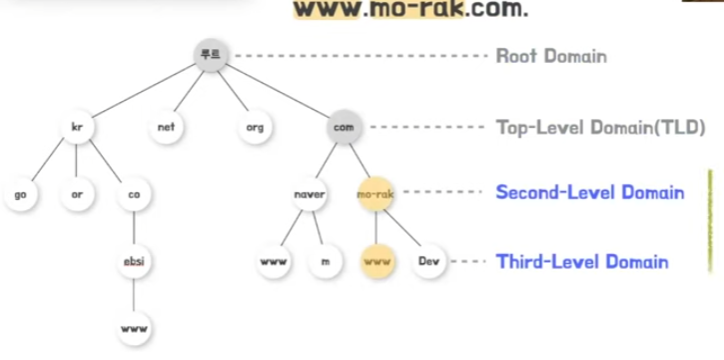 www.mo-rak.com.
루트
Root Domain
kr
net
org
com
Top-Level Domain(TLD)
go
or
co
naver
mo-rak
Second-Level Domain
ebsi
www
m
www
Dev
Third-Level Domain
www